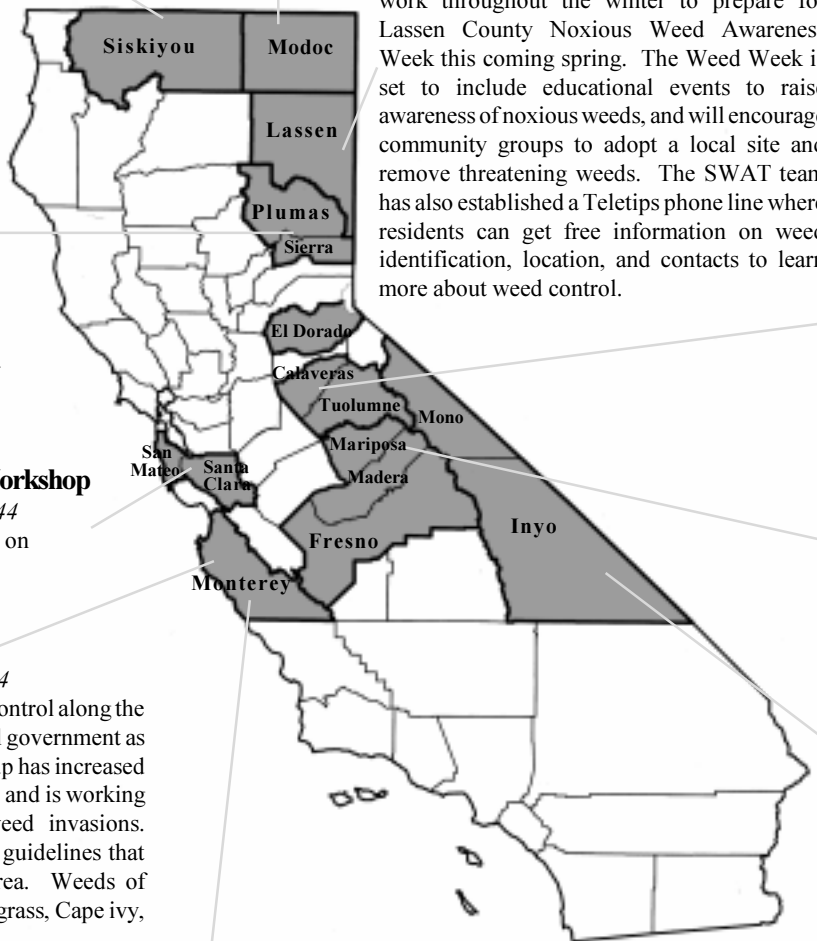 work throughout the winter to prepare fo
Lassen County Noxious Weed Awarenes
Week this coming spring. The Weed Week i
set to include educational events to raise
awareness of noxious weeds, and will encourage
community groups to adopt a local site and
remove threatening weeds. The SWAT team
has also established a Teletips phone line where
residents can get free information on weed
identification, location, and contacts to learn
more about weed control.
Siskiyou
Modoc
Lassen
Plumas
Sierra
El Dorado
Calaveras
Tuolumne
Mono
Mariposa
Madera
San
Mateo
Santa
Clara
Fresno
Inyo
Monterey
orkshop
44
on
4
ontrol along the
l government as
up has increased
and is working
eed invasions.
guidelines that
rea. Weeds of
grass, Cape ivy,